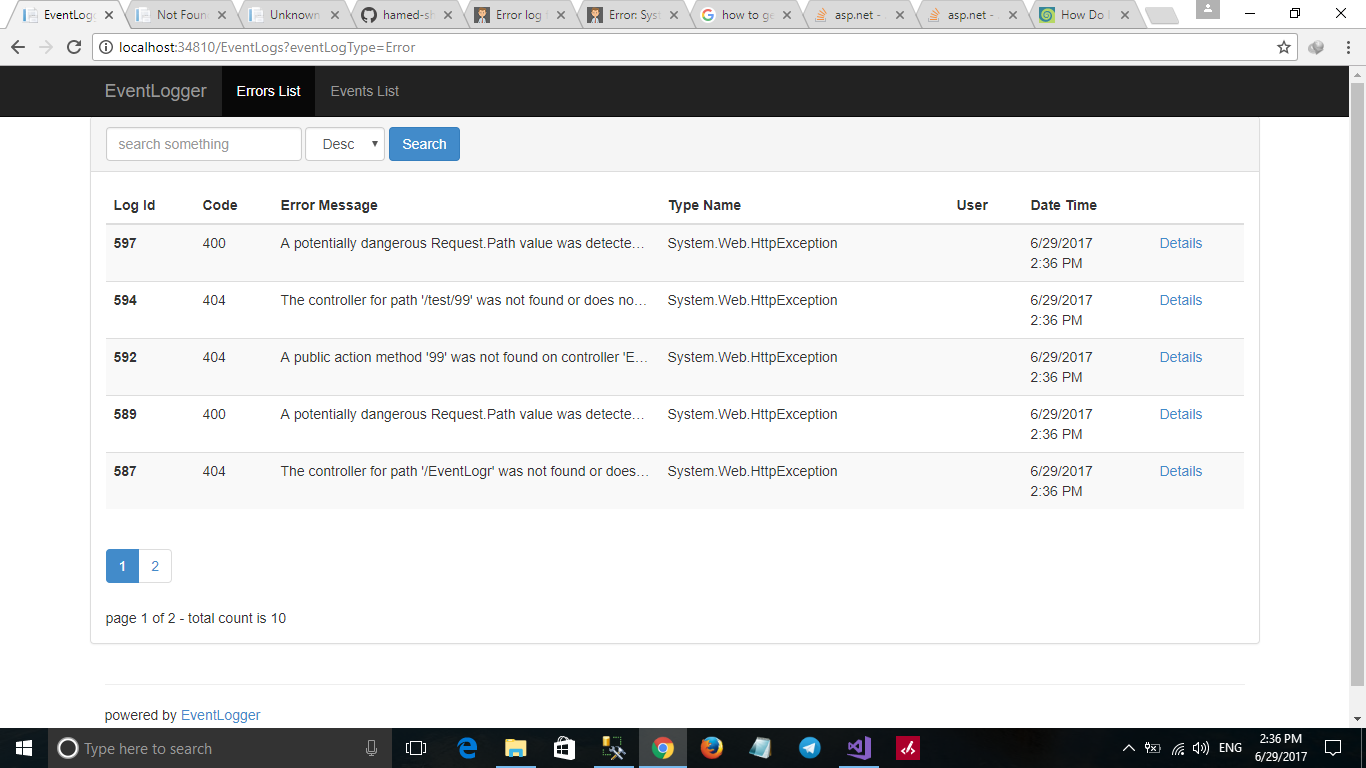 EventLogg
Not Foun
Unknown
hamed-sh
Error log
Error: Syst
how to ge
asp.net -
asp.net -
How Do I
localhost:34810/EventLogs?eventLogType=Error
EventLogger Errors List Events List
search something Desc Search
Log Id Code Error Message Type Name User Date Time
597 400 A potentially dangerous Request.Path value was detecte... System.Web.HttpException 6/29/2017 Details
2:36 PM
594 404 The controller for path '/test/99' was not found or does no... System.Web.HttpException 6/29/2017 Details
2:36 PM
592 404 A public action method '99' was not found on controller 'E... System.Web.HttpException 6/29/2017 Details
2:36 PM
589 400 A potentially dangerous Request.Path value was detecte... System.Web.HttpException 6/29/2017 Details
2:36 PM
587 404 The controller for path '/EventLogr' was not found or does... System.Web.HttpException 6/29/2017 Details
2:36 PM
1 2
page 1 of 2 - total count is 10
powered by EventLogger
Type here to search
ENG
2:36 PM
6/29/2017